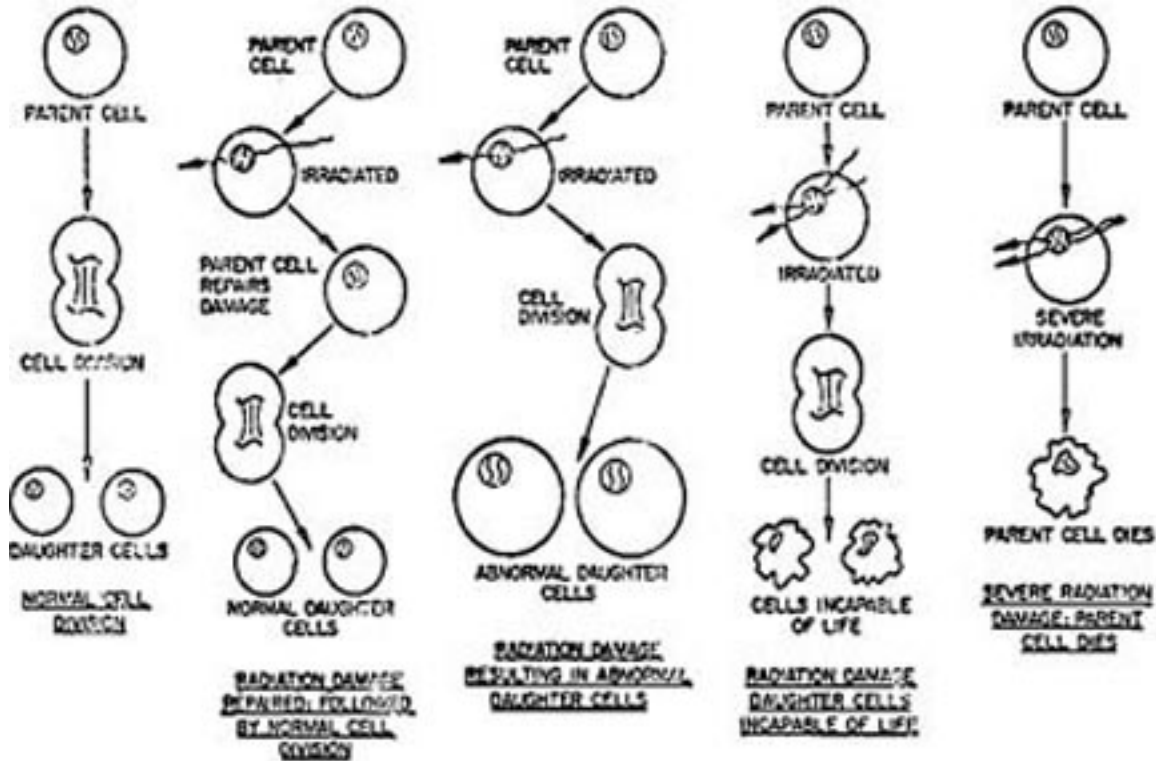 PARENT CELL
CELL DIVISION
DAUGHTER CELLS
NORMAL CELL
DIVISION
PARENT
CELL
IRRADIATED
PARENT CELL
REPAIRS
DAMAGE
CELL
DIVISION
NORMAL DAUGHTER
CELLS
RADIATION DAMAGE
REPAIRED; FOLLOWED
BY NORMAL CELL
DIVISION
PARENT
CELL
IRRADIATED
CELL
DIVISION
ABNORMAL DAUGHTER
CELLS
RADIATION DAMAGE
RESULTING IN ABNORMAL
DAUGHTER CELLS
PARENT CELL
IRRADIATED
CELL DIVISION
CELLS INCAPABLE
OF LIFE
RADIATION DAMAGE
DAUGHTER CELLS
INCAPABLE OF LIFE
PARENT CELL
SEVERE
IRRADIATION
PARENT CELL DIES
SEVERE RADIATION
DAMAGE; PARENT
CELL DIES